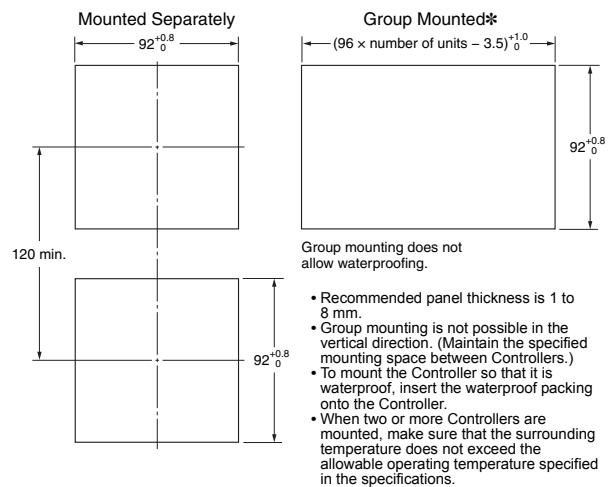 Mounted Separately
92 +0.8 0
120 min.
92 +0.8 0
Group Mounted*
(96 × number of units − 3.5) +1.0 0
92 +0.8 0
Group mounting does not
allow waterproofing.
• Recommended panel thickness is 1 to
8 mm.
• Group mounting is not possible in the
vertical direction. (Maintain the specified
mounting space between Controllers.)
• To mount the Controller so that it is
waterproof, insert the waterproof packing
onto the Controller.
• When two or more Controllers are
mounted, make sure that the surrounding
temperature does not exceed the
allowable operating temperature specified
in the specifications.